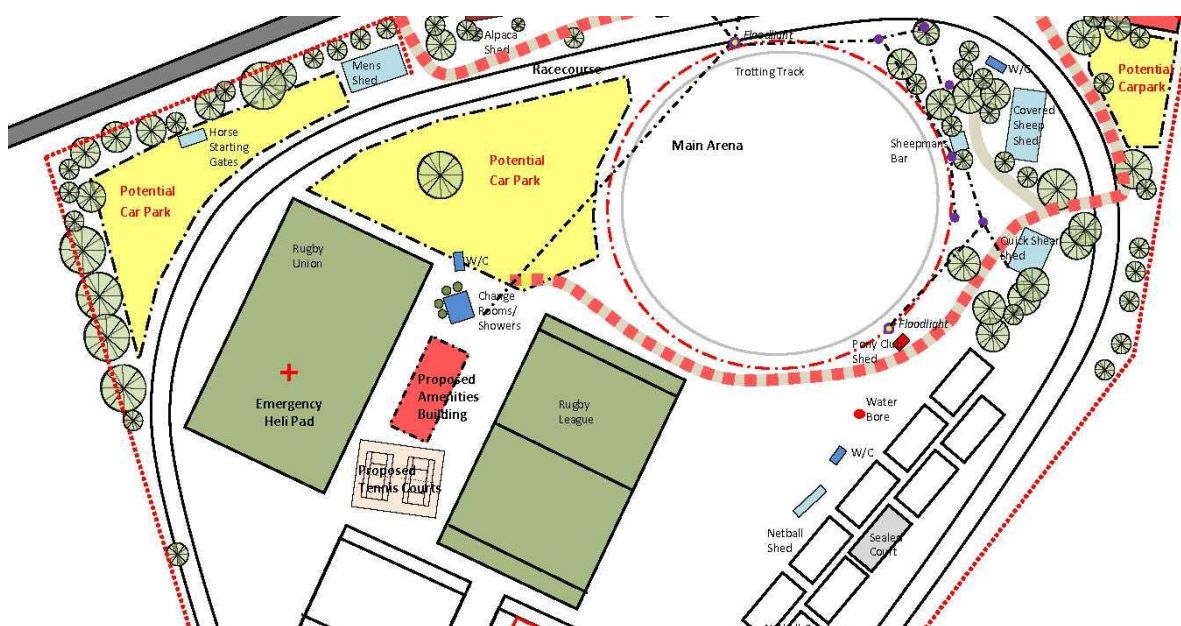 Alpaca
Shed
Floodlight
Mens
Shed
Racecourse
Trotting Track
W/C
Potential
Carpark
Covered
Sheep
Shed
Horse
Starting
Gates
Main Arena
Sheepmans
Bar
Potential
Car Park
Potential
Car Park
Rugby
Union
W/C
Quick Shear
Shed
Change
Rooms/
Showers
Floodlight
Pony Club
Shed
Proposed
Amenities
Building
Emergency
Heli Pad
Rugby
League
Water
Bore
W/C
Proposed
Tennis Courts
Netball
Shed
Sealed
Court